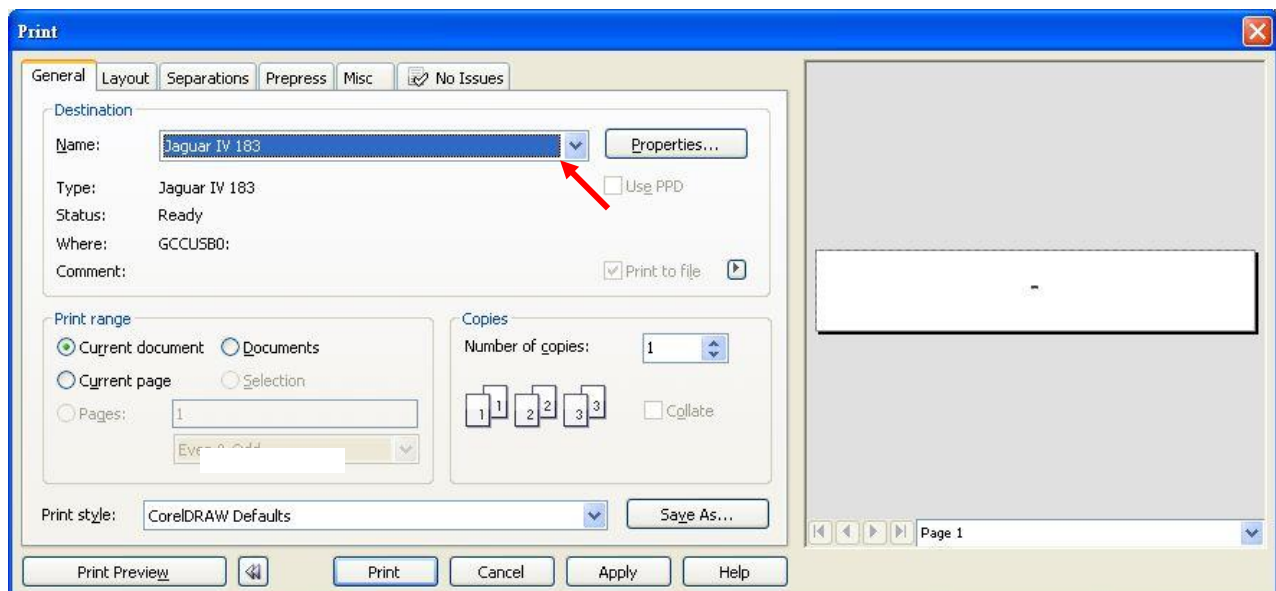 Print
General Layout Separations Prepress Misc No Issues
Destination
Name: Jaguar IV 183 Properties...
Type: Jaguar IV 183 Use PPD
Status: Ready
Where: GCCUSB0:
Comment: Print to file
Print range
Current document Documents
Current page Selection
Pages: 1
Copies
Number of copies: 1
1 1 2 2 3 3 Collate
Print style: CorelDRAW Defaults Save As...
Page 1
Print Preview Print Cancel Apply Help